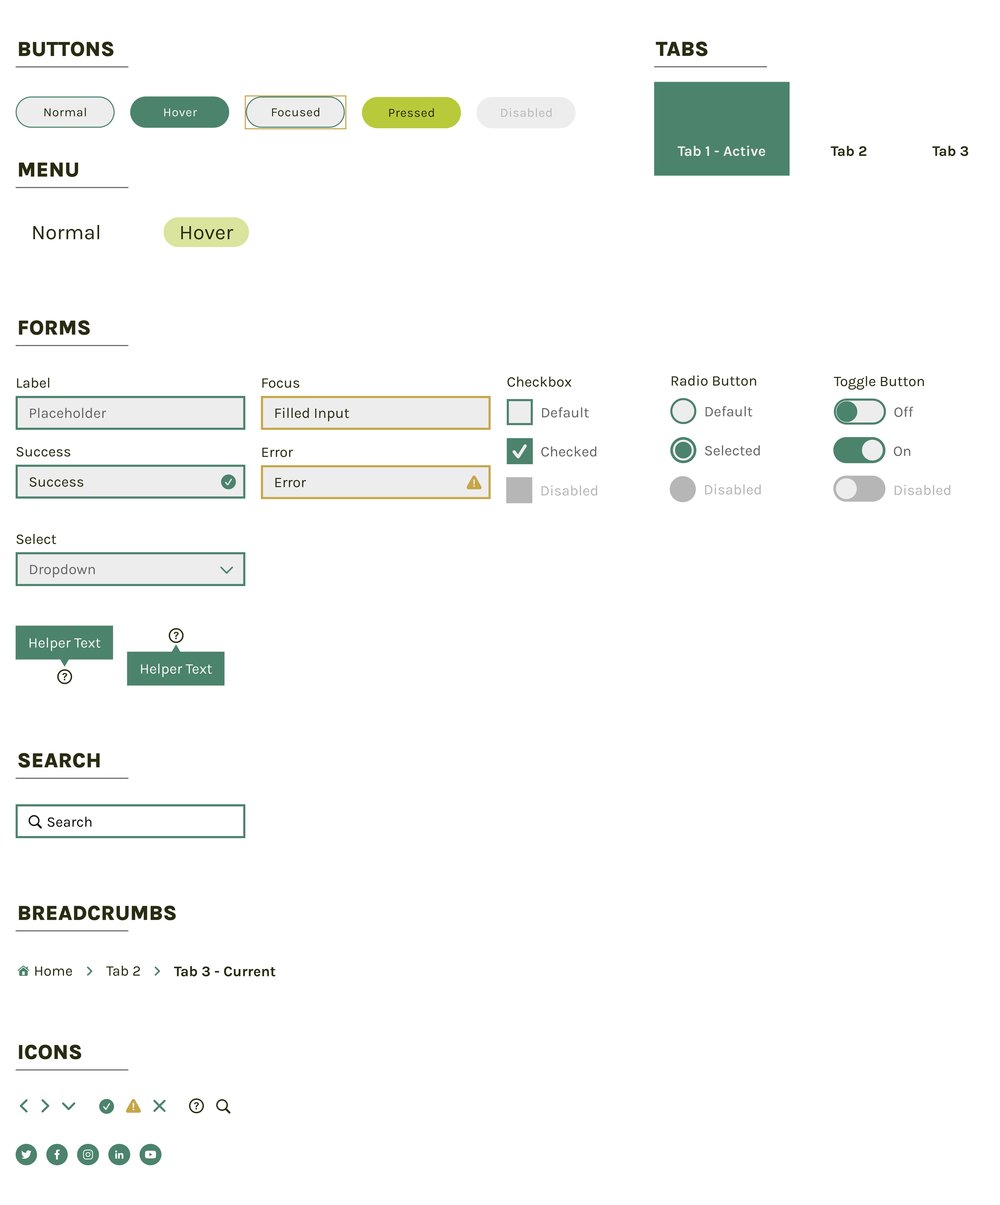 BUTTONS
Normal
Hover
Focused
Pressed
Disabled
TABS
Tab 1 - Active
Tab 2
Tab 3
MENU
Normal
Hover
FORMS
Label
Placeholder
Success
Success
Select
Dropdown
Focus
Filled Input
Error
Error
Checkbox
Default
Checked
Disabled
Radio Button
Default
Selected
Disabled
Toggle Button
Off
On
Disabled
Helper Text
?
?
Helper Text
SEARCH
Search
BREADCRUMBS
Home > Tab 2 > Tab 3 - Current
ICONS
?